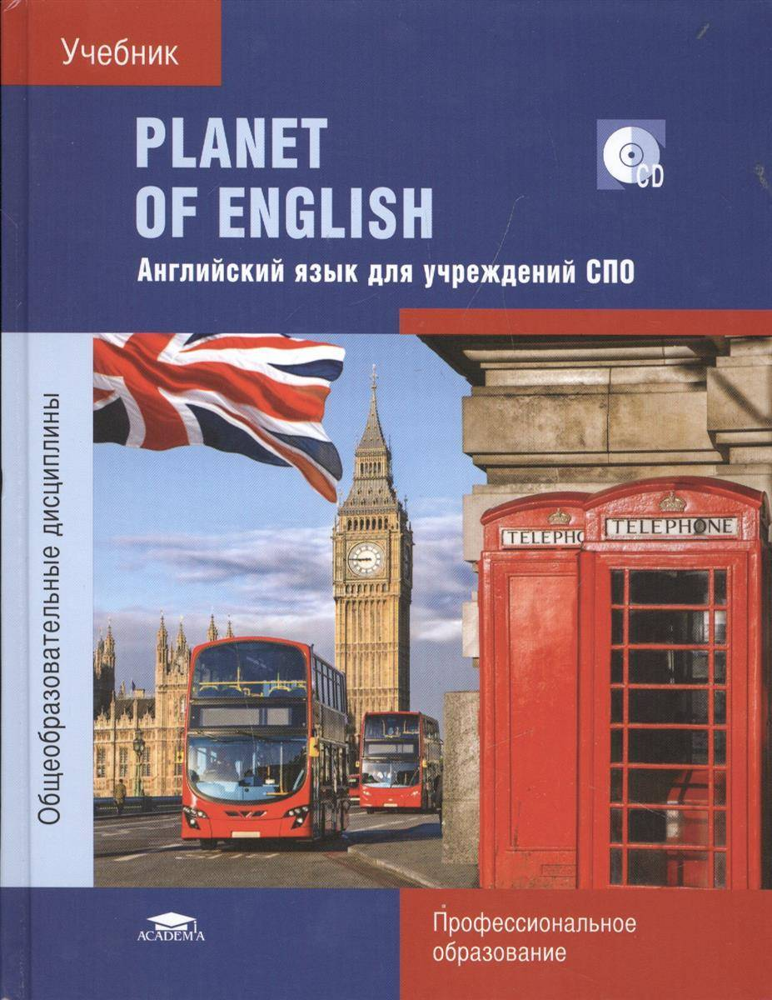 Учебник
PLANET
OF ENGLISH
CD
Английский язык для учреждений СПО
Общеобразовательные дисциплины
TELEPHO
TELEPHONE
ACADEMA
Профессиональное
образование